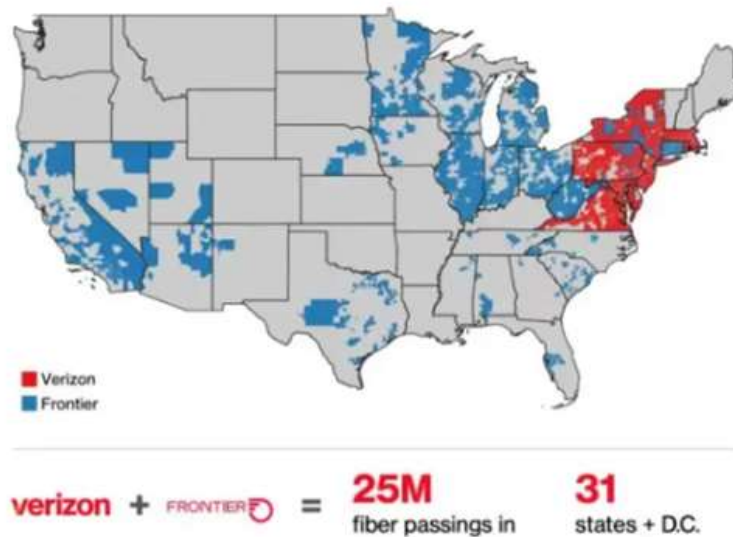 Verizon
Frontier
verizon + FRONTIER = 25M 31
fiber passings in states + D.C.